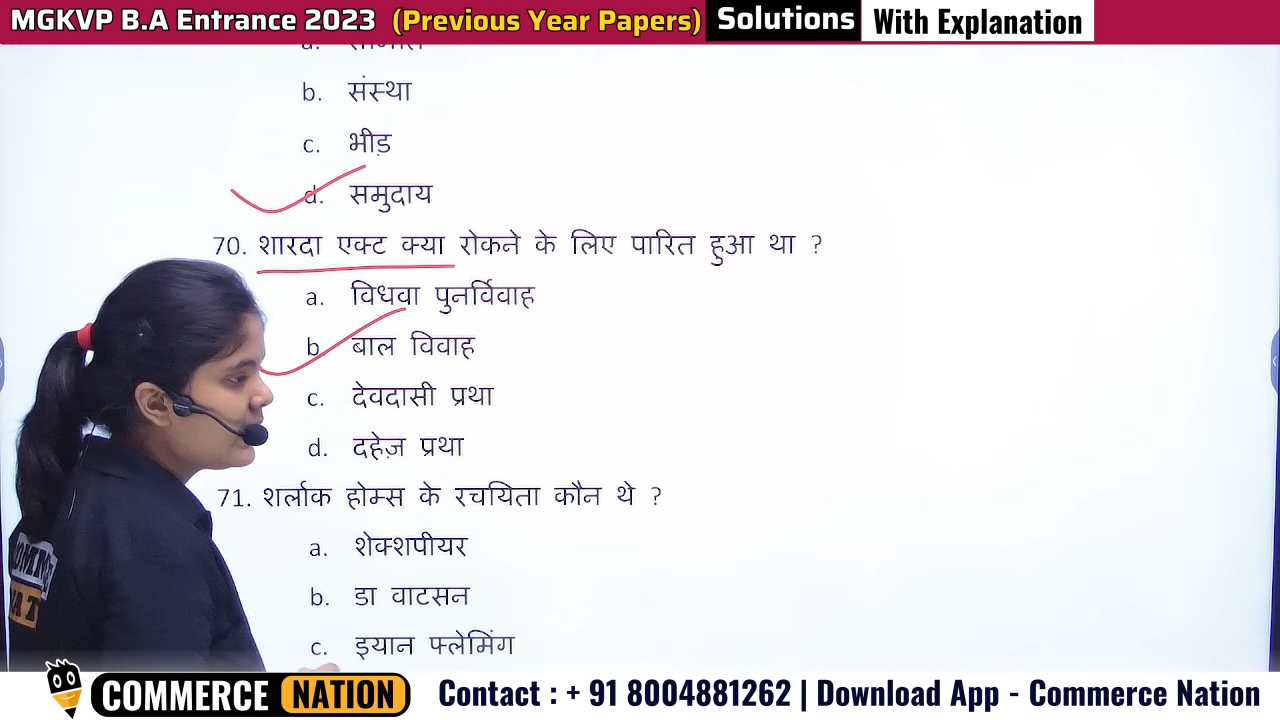 MGKVP B.A Entrance 2023 (Previous Year Papers) Solutions With Explanation
b. संस्था
c. भीड़
d. समुदाय
70. शारदा एक्ट क्या रोकने के लिए पारित हुआ था ?
a. विधवा पुनर्विवाह
b. बाल विवाह
c. देवदासी प्रथा
d. दहेज़ प्रथा
71. शर्लाक होम्स के रचयिता कौन थे ?
a. शेक्शपीयर
b. डा वाटसन
c. इयान फ्लेमिंग
COMMERCE NATION Contact : + 91 8004881262 | Download App - Commerce Nation